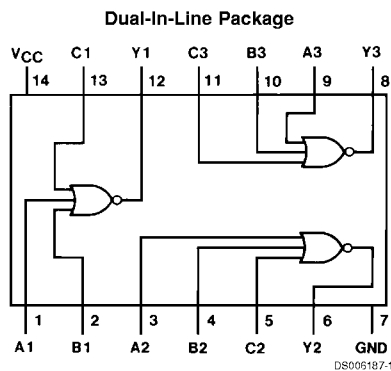 Dual-In-Line Package
VCC C1 Y1 C3 B3 A3 Y3
14 13 12 11 10 9 8
1 2 3 4 5 6 7
A1 B1 A2 B2 C2 Y2 GND
DS006187-1